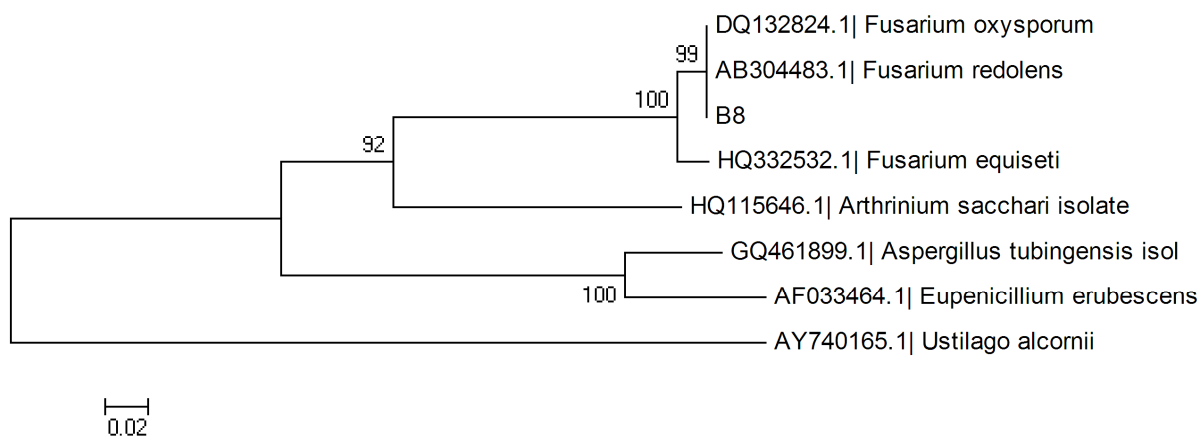 DQ132824.1| Fusarium oxysporum
99
AB304483.1| Fusarium redolens
100
B8
92
HQ332532.1| Fusarium equiseti
HQ115646.1| Arthrinium sacchari isolate
GQ461899.1| Aspergillus tubingensis isol
100
AF033464.1| Eupenicillium erubescens
AY740165.1| Ustilago alcornii
0.02